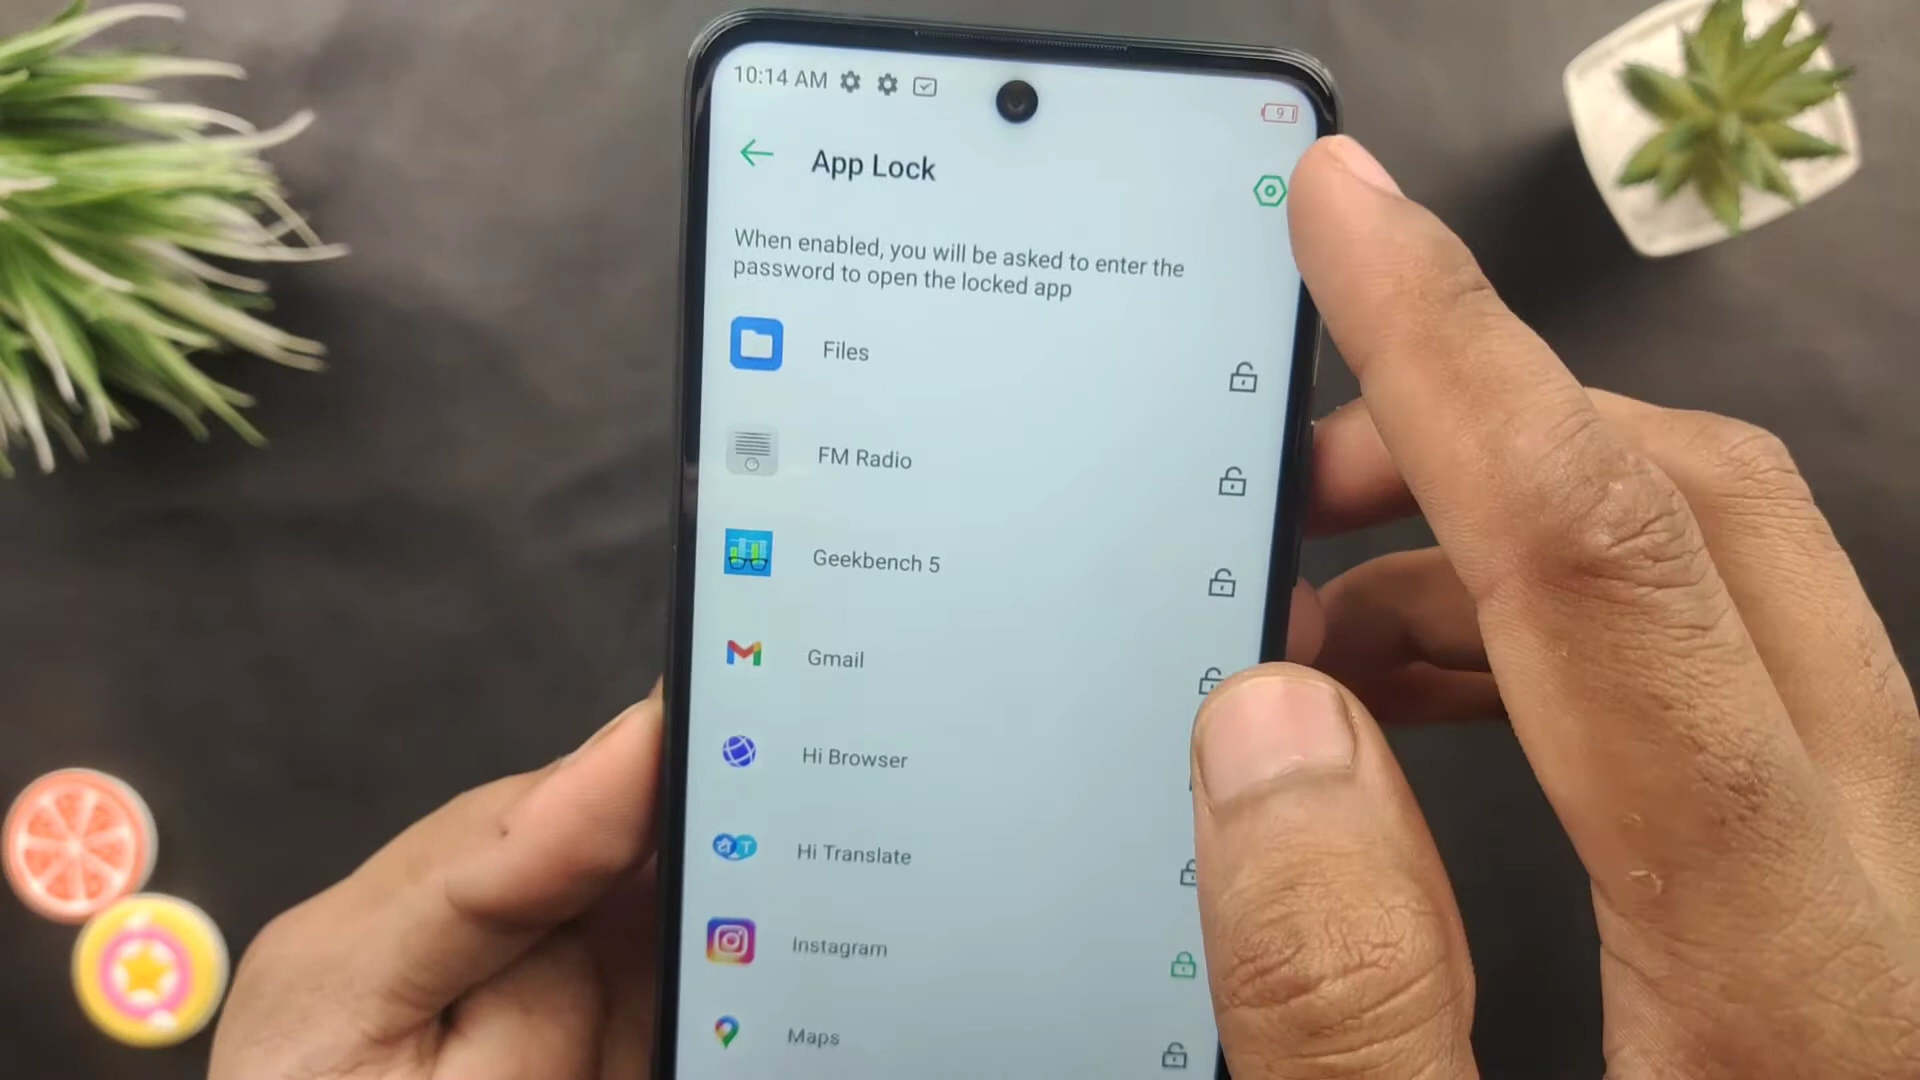 10:14 AM
9
App Lock
When enabled, you will be asked to enter the
password to open the locked app
Files
FM Radio
Geekbench 5
Gmail
Hi Browser
Hi Translate
Instagram
Maps